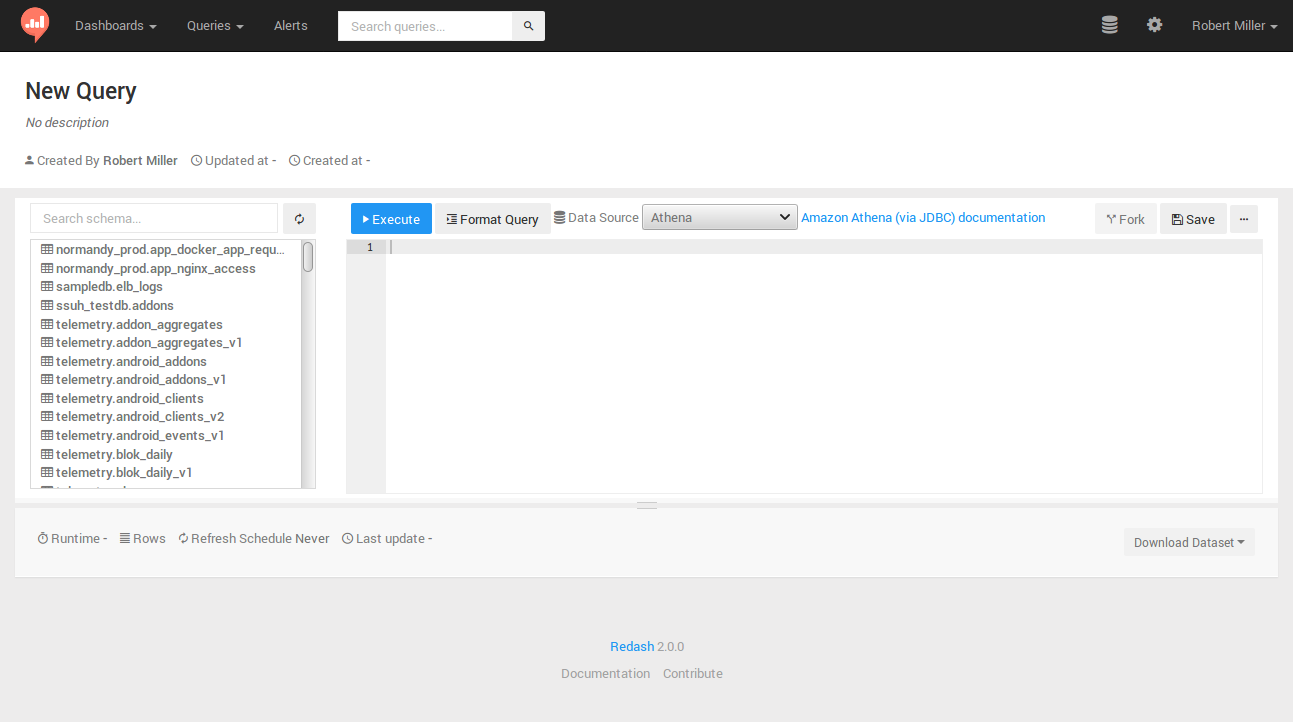 Dashboards Queries Alerts Search queries... Robert Miller
New Query
No description
Created By Robert Miller Updated at - Created at -
Search schema... Execute Format Query Data Source Athena Amazon Athena (via JDBC) documentation Fork Save ...
1
normandy_prod.app_docker_app_requ...
normandy_prod.app_nginx_access
sampledb.elb_logs
ssuh_testdb.addons
telemetry.addon_aggregates
telemetry.addon_aggregates_v1
telemetry.android_addons
telemetry.android_addons_v1
telemetry.android_clients
telemetry.android_clients_v2
telemetry.android_events_v1
telemetry.blok_daily
telemetry.blok_daily_v1
Runtime - Rows Refresh Schedule Never Last update - Download Dataset
Redash 2.0.0
Documentation Contribute